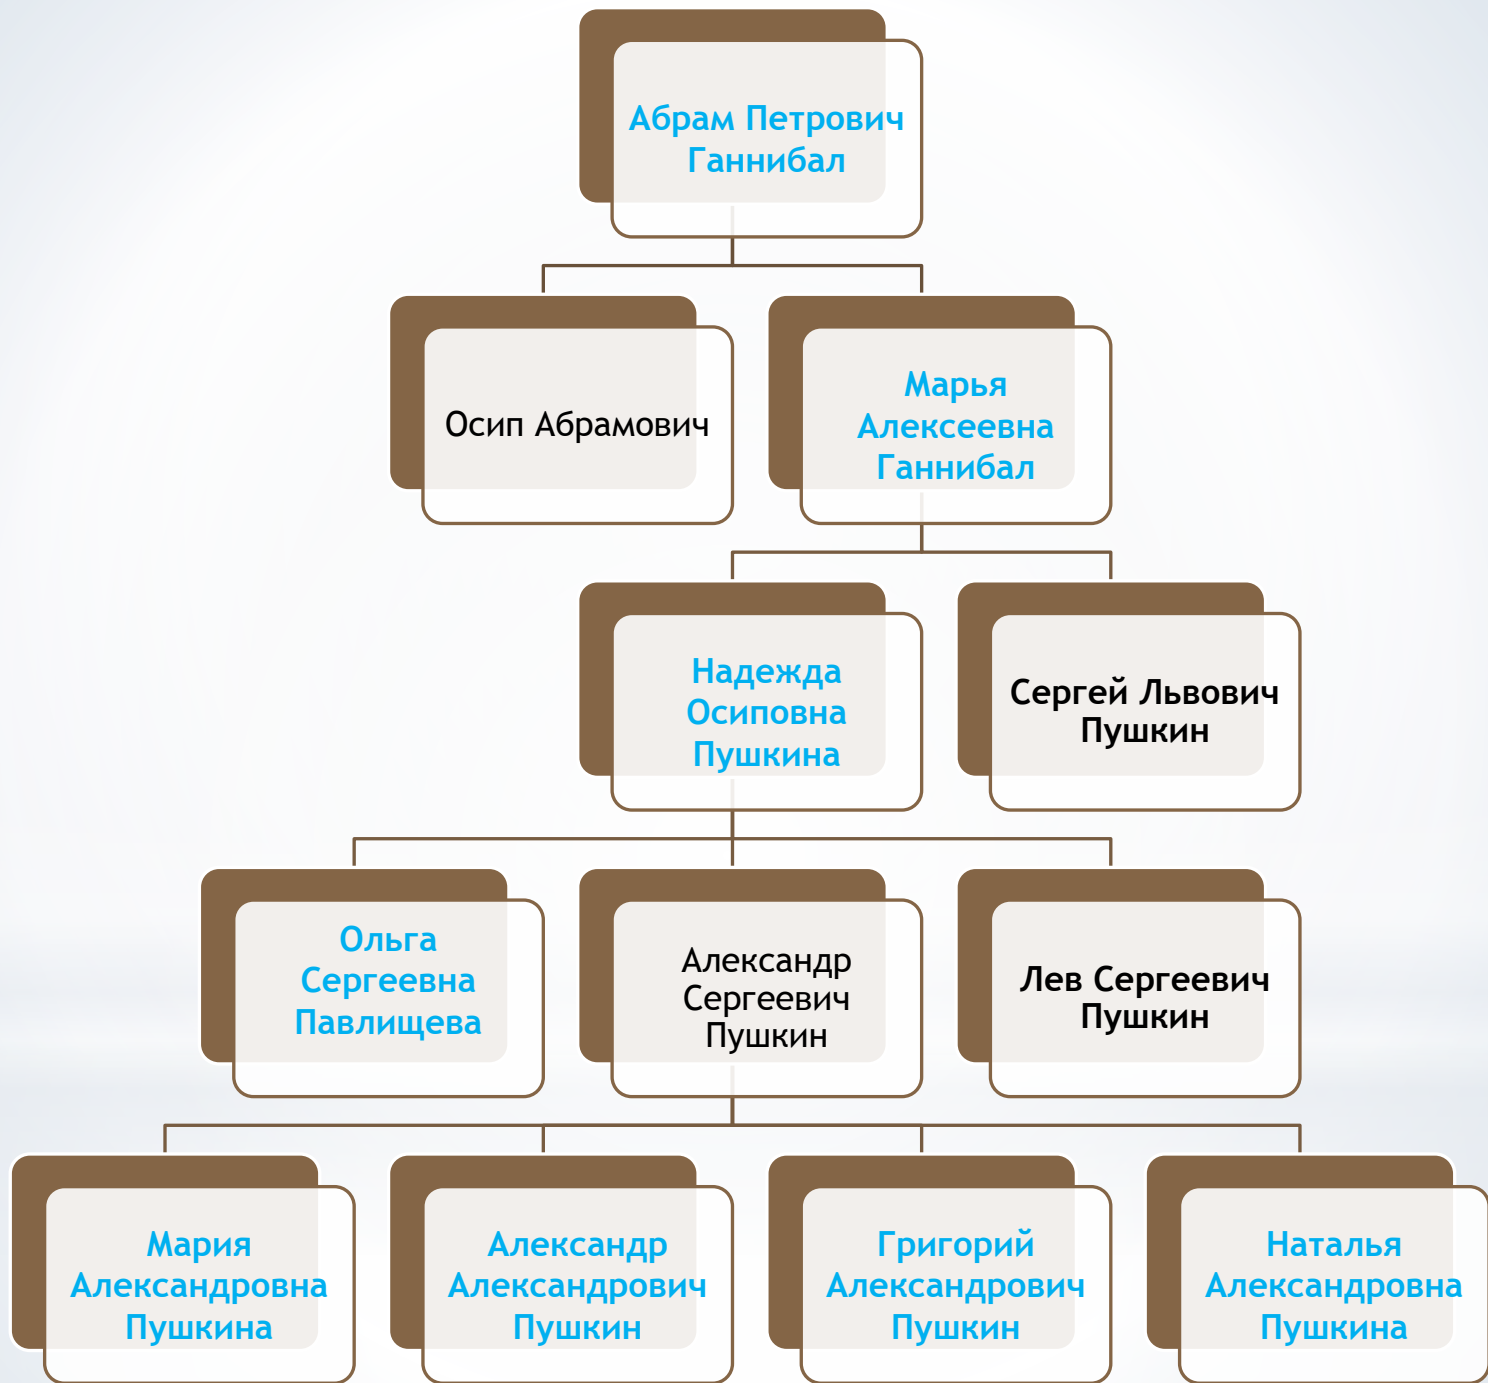 Абрам Петрович
Ганнибал
Осип Абрамович
Марья
Алексеевна
Ганнибал
Надежда
Осиповна
Пушкина
Сергей Львович
Пушкин
Ольга
Сергеевна
Павлищева
Александр
Сергеевич
Пушкин
Лев Сергеевич
Пушкин
Мария
Александровна
Пушкина
Александр
Александрович
Пушкин
Григорий
Александрович
Пушкин
Наталья
Александровна
Пушкина